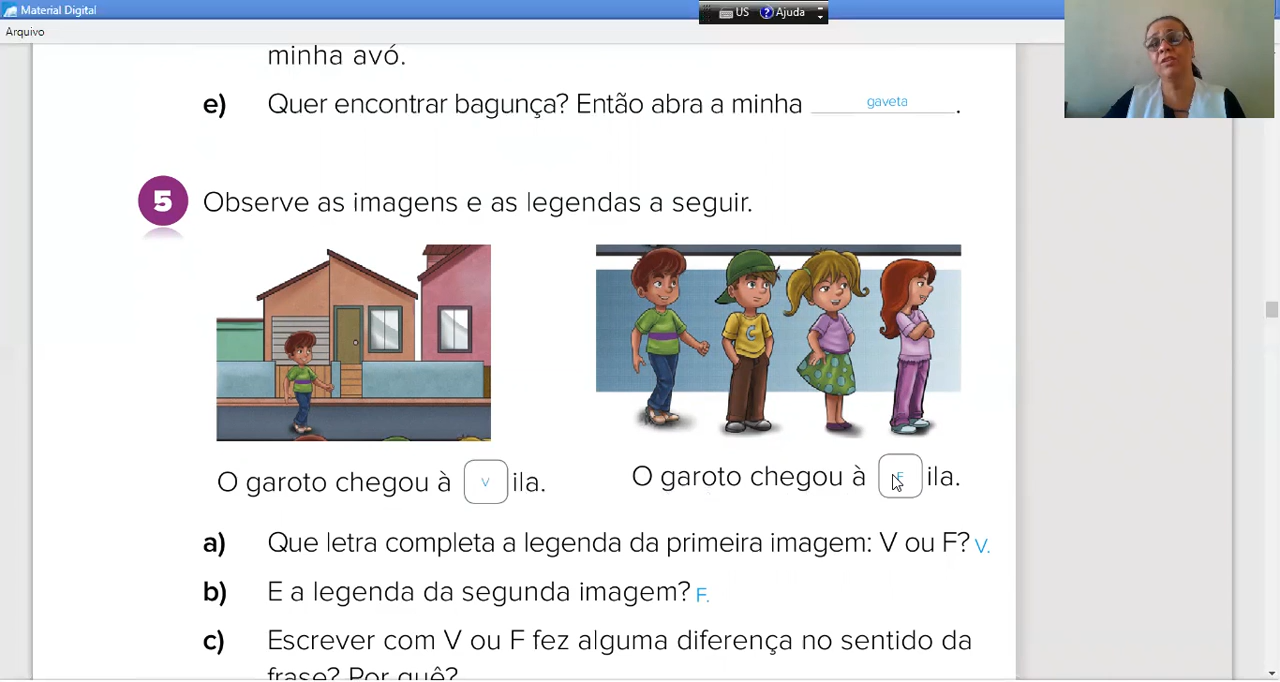 Material Digital
US Ajuda
Arquivo
minha avó.
e) Quer encontrar bagunça? Então abra a minha gaveta.
5 Observe as imagens e as legendas a seguir.
C
O garoto chegou à V ila.
O garoto chegou à F ila.
a) Que letra completa a legenda da primeira imagem: V ou F? V.
b) E a legenda da segunda imagem? F.
c) Escrever com V ou F fez alguma diferença no sentido da
frase? Por quê?